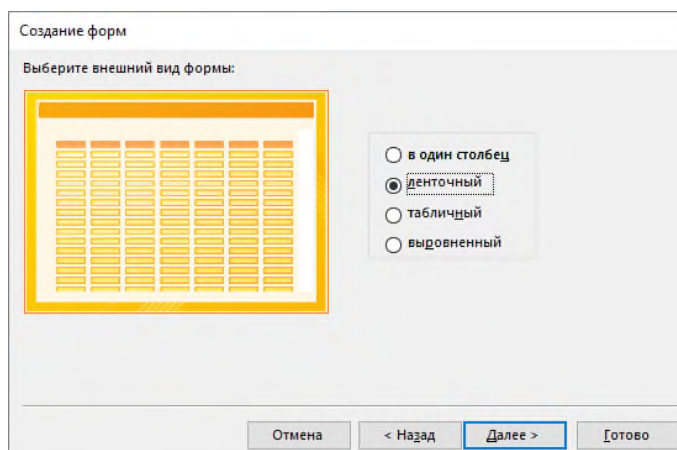 Создание форм
Выберите внешний вид формы:
в один столбец
ленточный
табличный
выровненный
Отмена
< Назад
Далее >
Готово